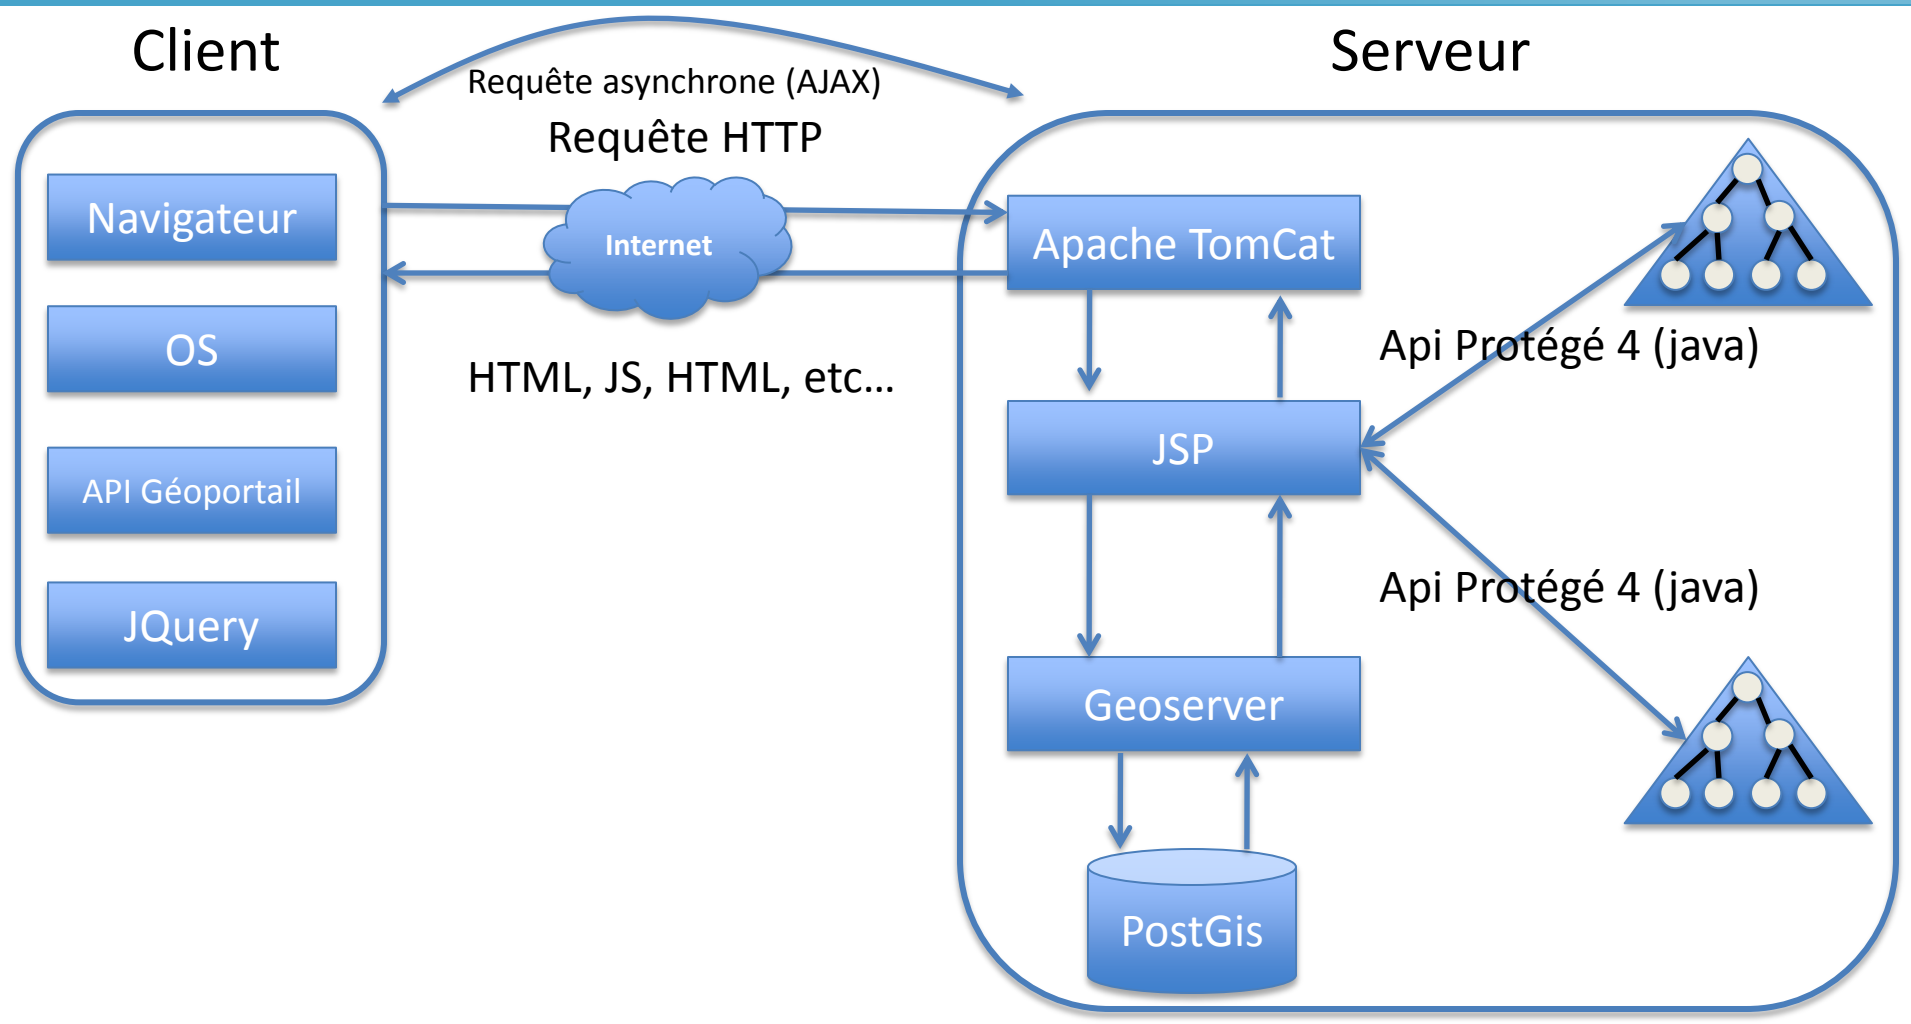 Client
Serveur
Requête asynchrone (AJAX)
Requête HTTP
Navigateur
Internet
Apache TomCat
OS
Api Protégé 4 (java)
HTML, JS, HTML, etc...
JSP
API Géoportail
Api Protégé 4 (java)
JQuery
Geoserver
PostGis